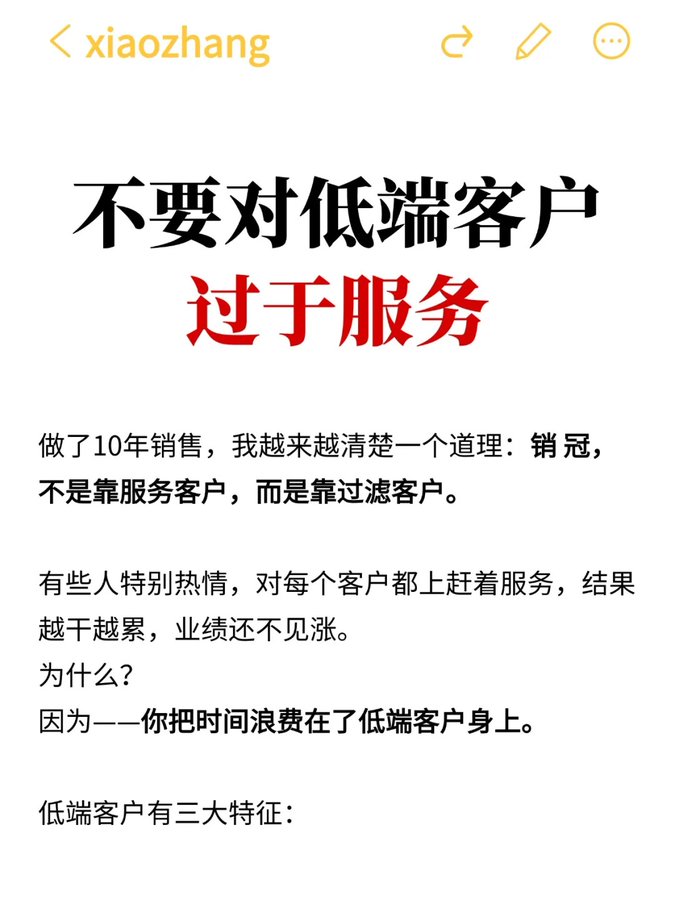 xiaozhang
不要对低端客户
过于服务
做了10年销售，我越来越清楚一个道理：销 冠，
不是靠服务客户，而是靠过滤客户。
有些人特别热情，对每个客户都上赶着服务，结果
越干越累，业绩还不见涨。
为什么？
因为——你把时间浪费在了低端客户身上。
低端客户有三大特征：